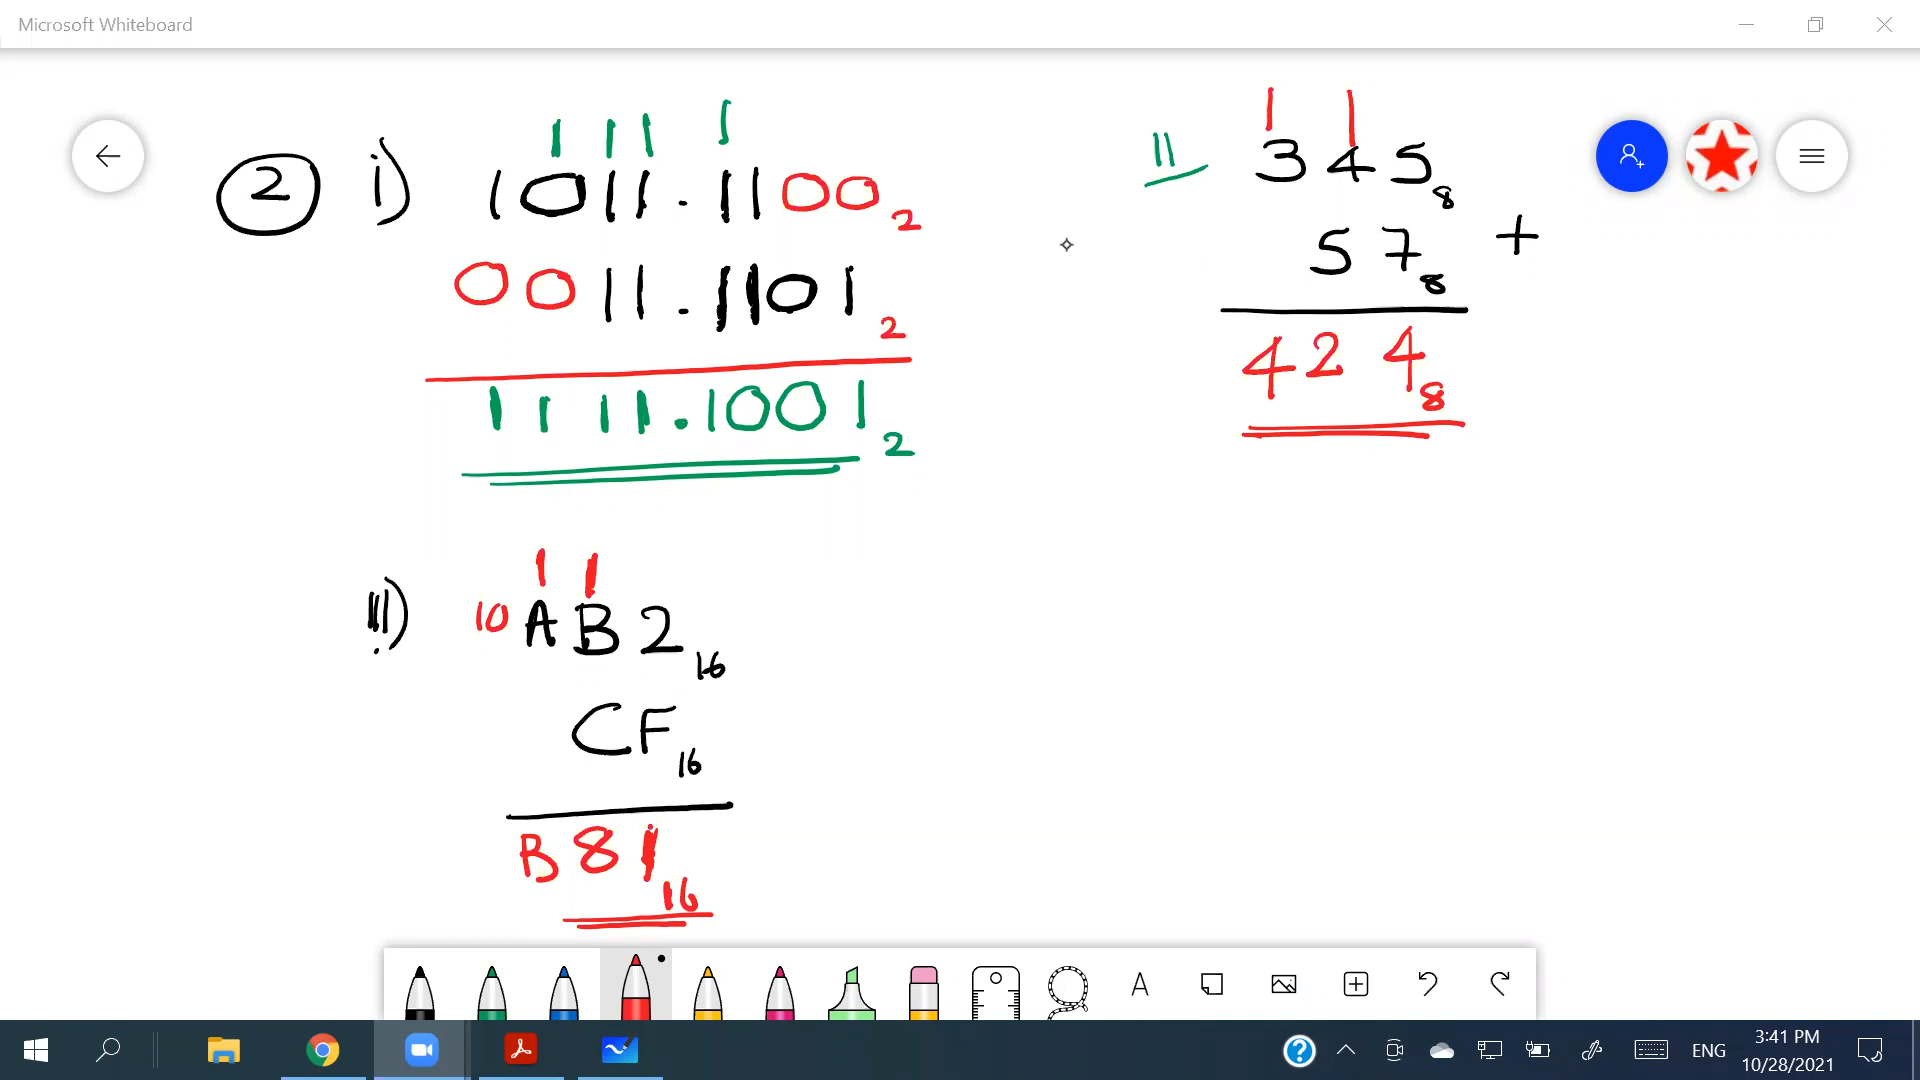 Microsoft Whiteboard
1 1 1 1
2 i) 1011.1100₂
0011.1101₂
1111.1001₂
1 1
11 345₈
57₈ +
424₈
1 1
III) 10 AB2₁₆
CF₁₆
B81₁₆
A
?
ENG
3:41 PM
10/28/2021